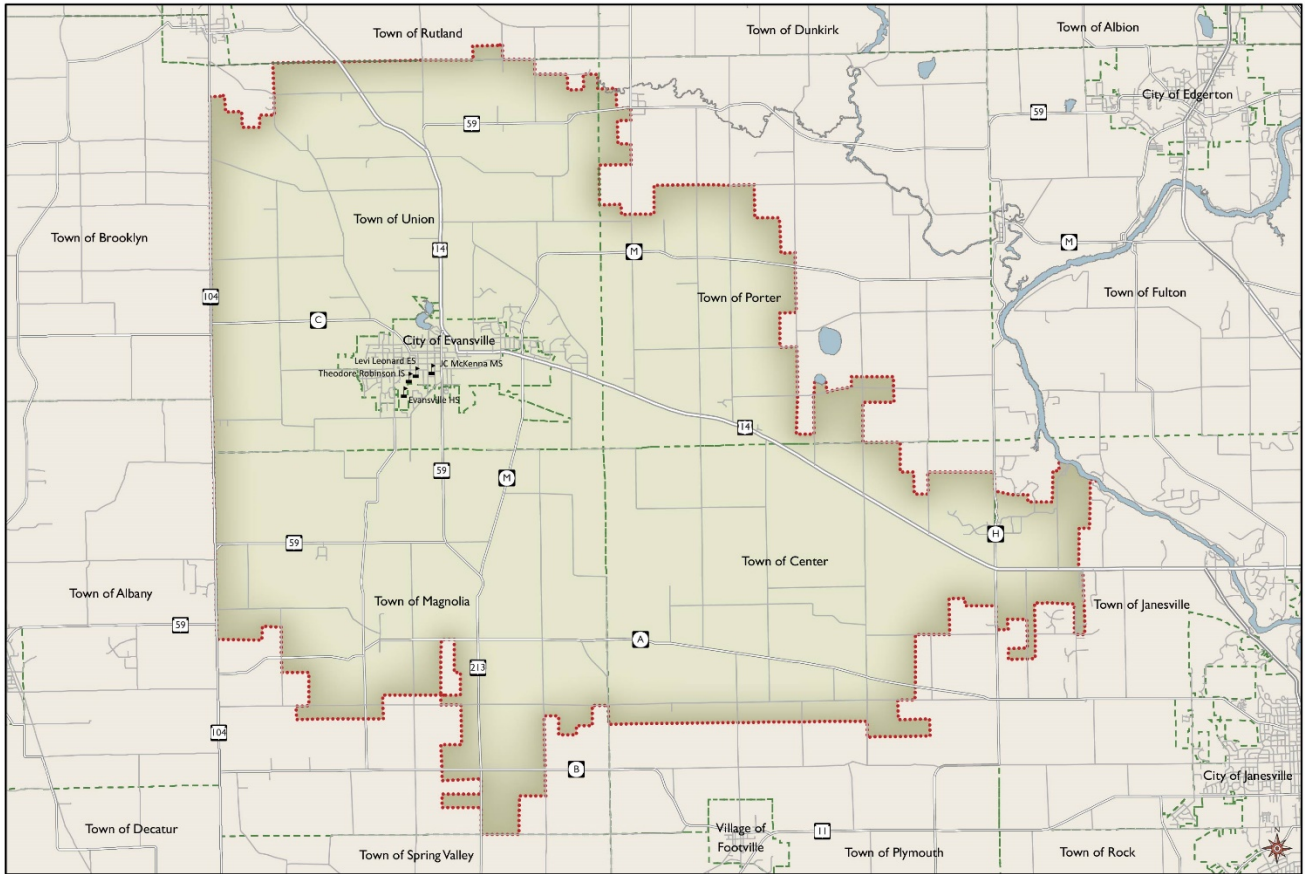 Town of Rutland
Town of Dunkirk
Town of Albion
City of Edgerton
59
59
Town of Union
Town of Brooklyn
14
M
M
104
Town of Porter
Town of Fulton
C
City of Evansville
Levi Leonard ES
JC McKenna MS
Theodore Robinson IS
Evansville HS
14
59
M
H
59
Town of Center
Town of Albany
Town of Magnolia
Town of Janesville
59
A
213
104
B
City of Janesville
Town of Decatur
Village of
Footville
11
Town of Spring Valley
Town of Plymouth
Town of Rock
N